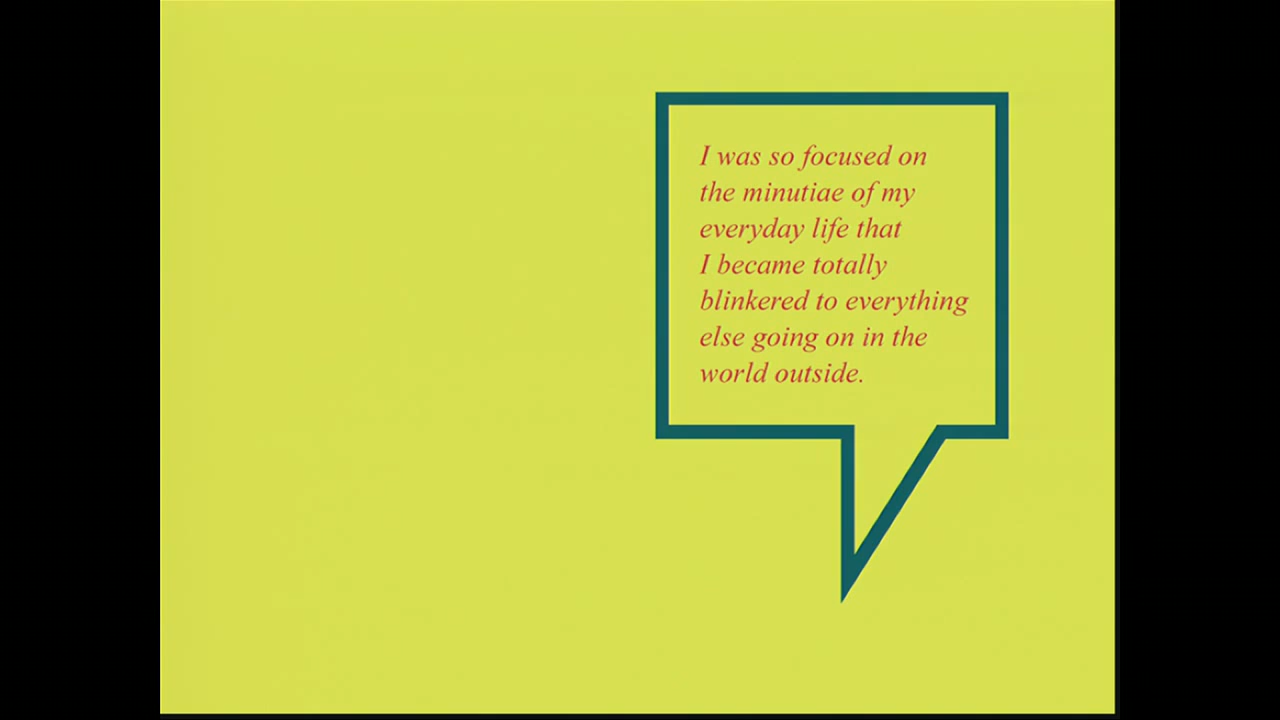 I was so focused on
the minutiae of my
everyday life that
I became totally
blinkered to everything
else going on in the
world outside.